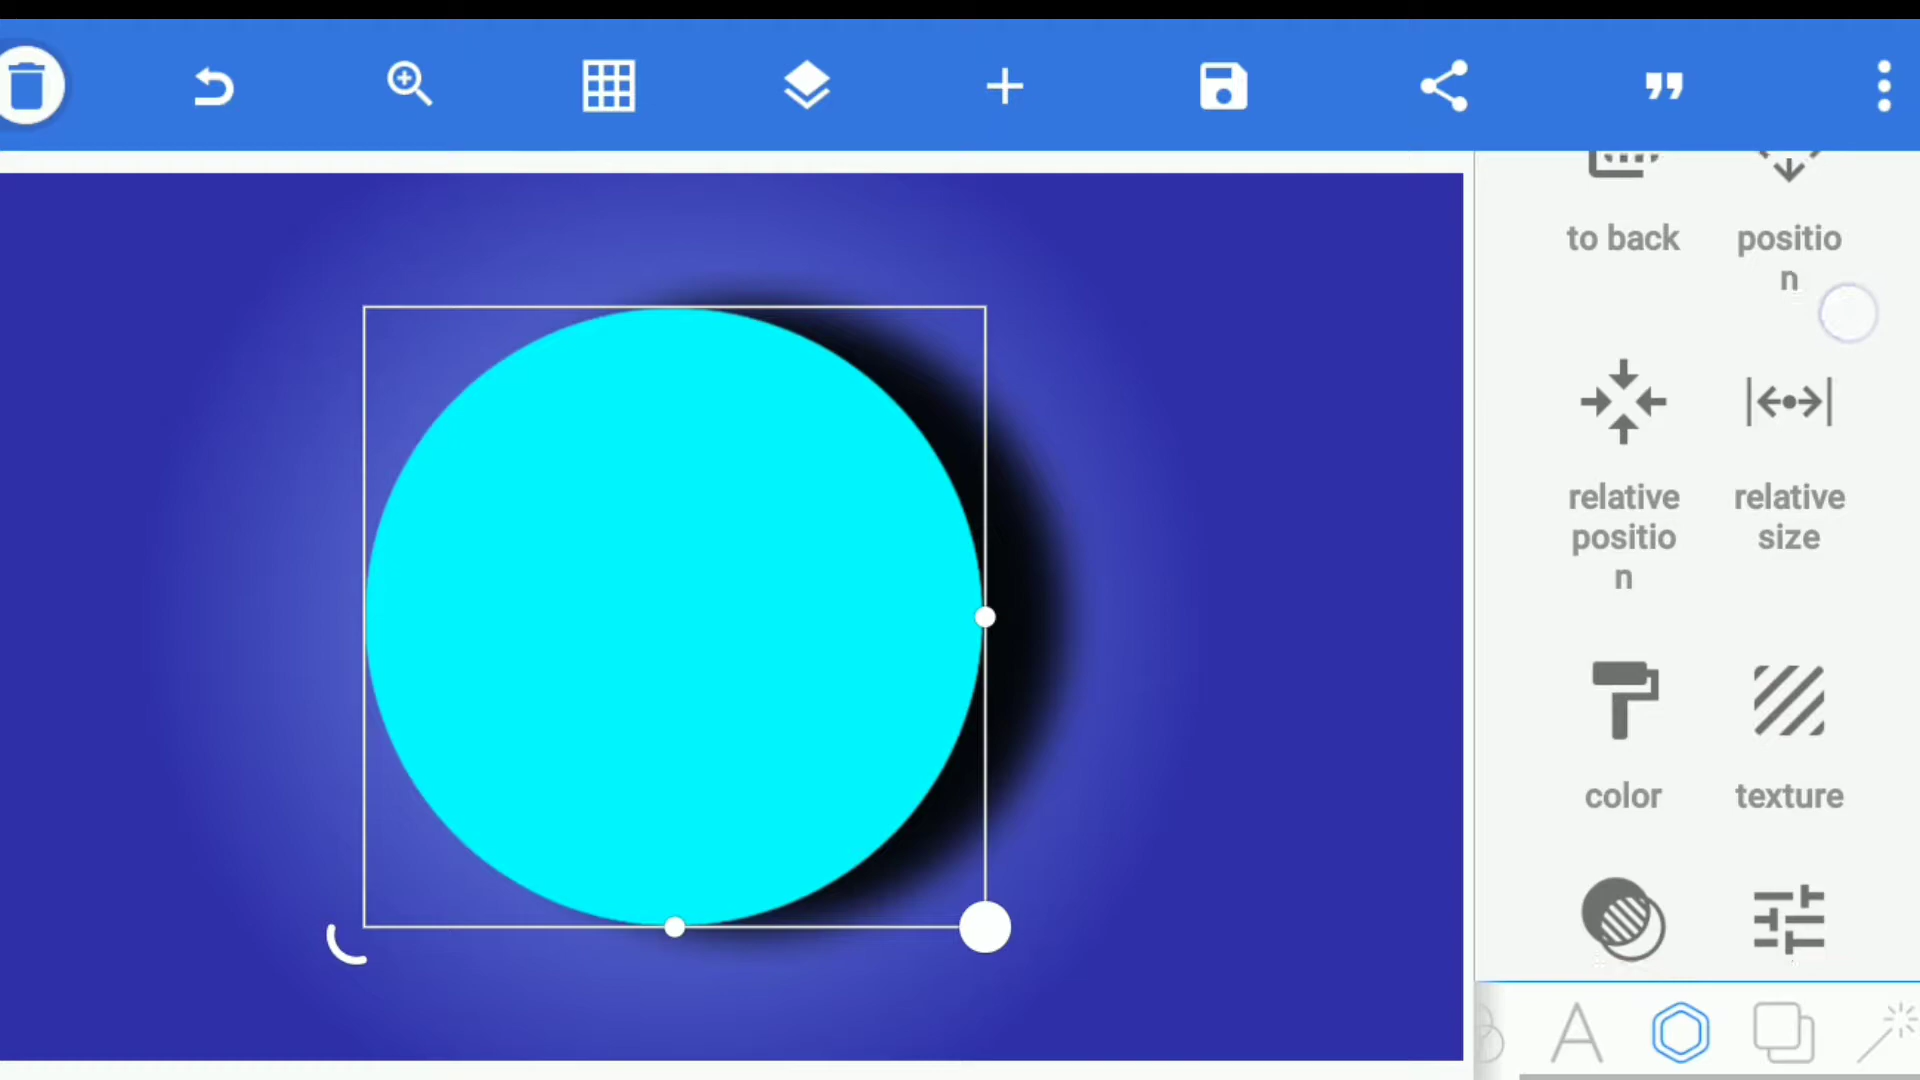 to back
positio
n
relative
positio
n
relative
size
color
texture